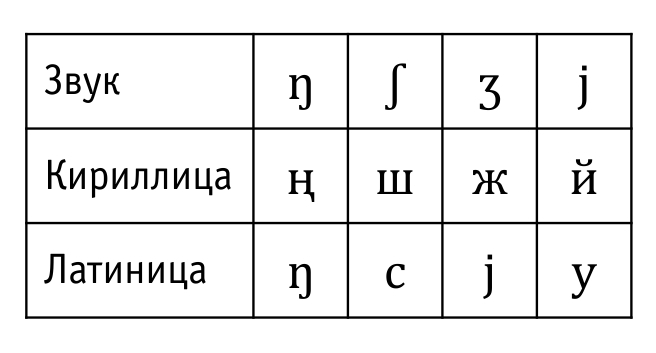 Звук ŋ ʃ ʒ j
Кириллица ң ш ж й
Латиница ŋ c j y